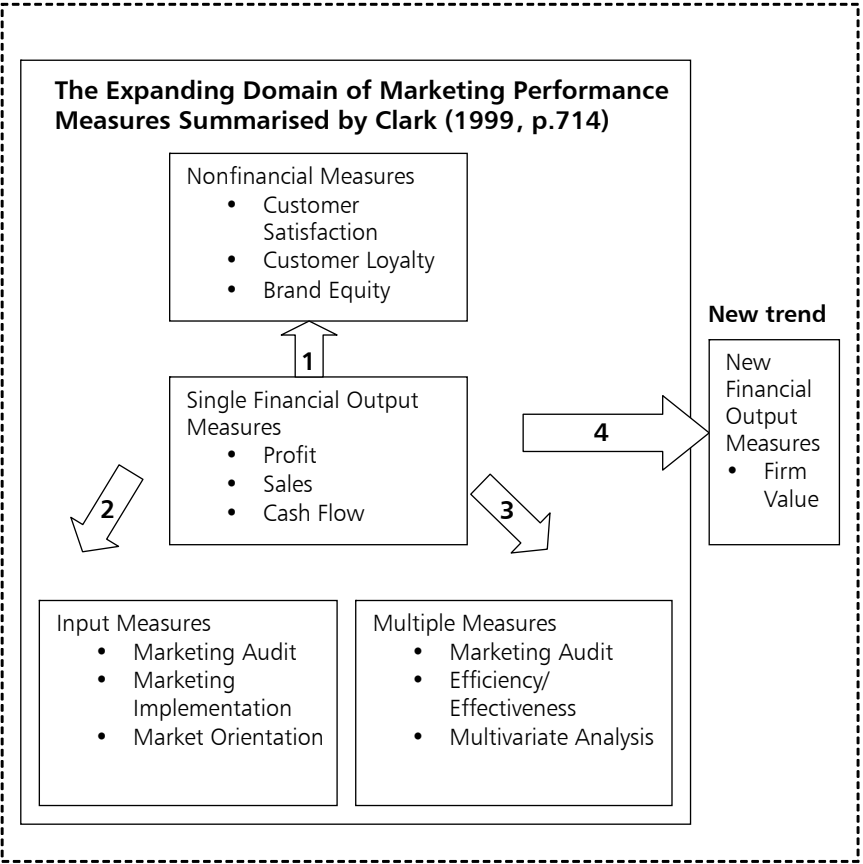 The Expanding Domain of Marketing Performance
Measures Summarised by Clark (1999, p.714)
Nonfinancial Measures
• Customer
Satisfaction
• Customer Loyalty
• Brand Equity
1
Single Financial Output
Measures
• Profit
• Sales
• Cash Flow
2
3
4
New trend
New
Financial
Output
Measures
• Firm
Value
Input Measures
• Marketing Audit
• Marketing
Implementation
• Market Orientation
Multiple Measures
• Marketing Audit
• Efficiency/
Effectiveness
• Multivariate Analysis